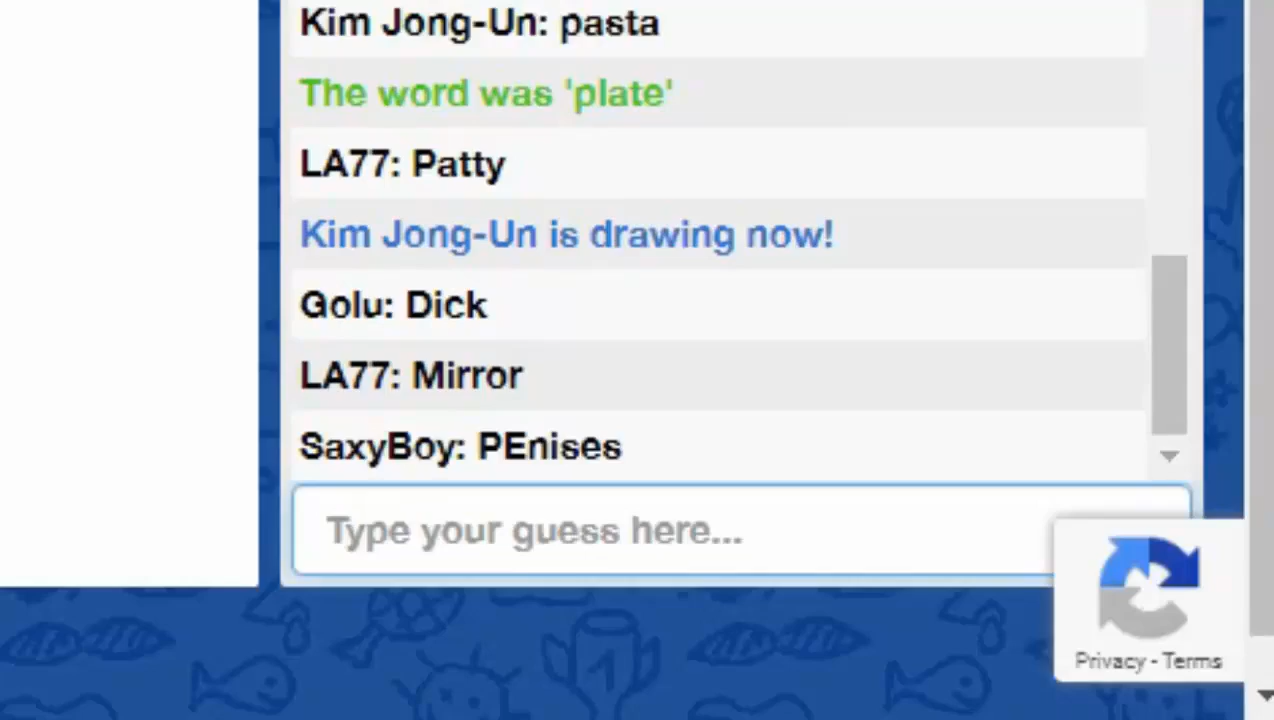 Kim Jong-Un: pasta
The word was 'plate'
LA77: Patty
Kim Jong-Un is drawing now!
Golu: Dick
LA77: Mirror
SaxyBoy: PEnises
Type your guess here...
Privacy - Terms